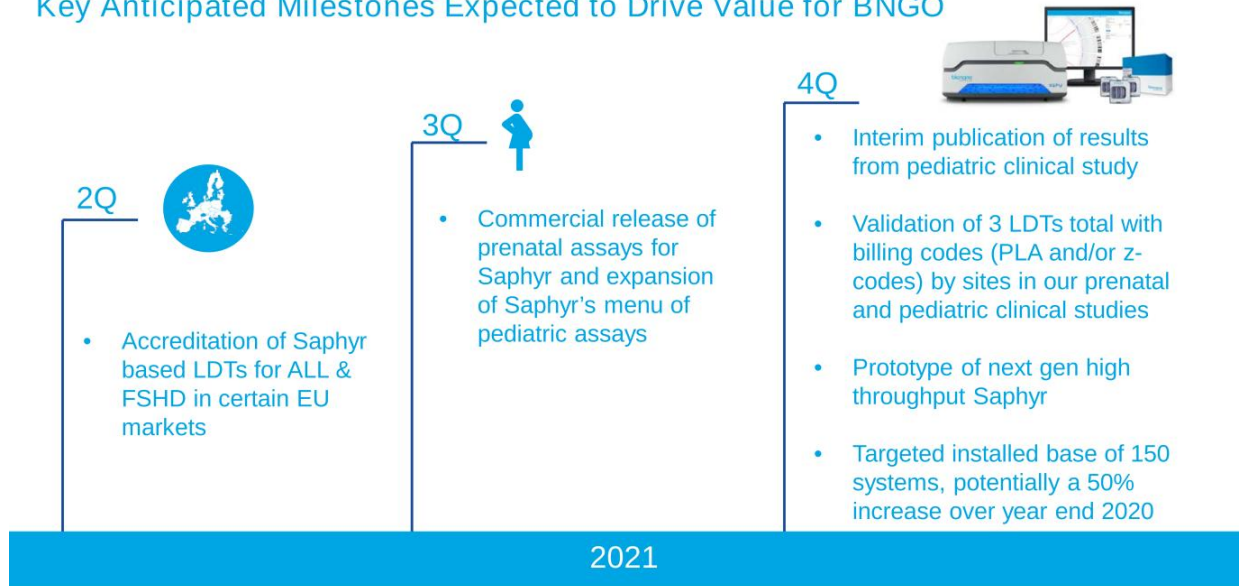 Key Anticipated Milestones Expected to Drive Value for BNGO
4Q
• Interim publication of results
from pediatric clinical study
• Validation of 3 LDTs total with
billing codes (PLA and/or z-
codes) by sites in our prenatal
and pediatric clinical studies
• Prototype of next gen high
throughput Saphyr
• Targeted installed base of 150
systems, potentially a 50%
increase over year end 2020
3Q
• Commercial release of
prenatal assays for
Saphyr and expansion
of Saphyr’s menu of
pediatric assays
2Q
• Accreditation of Saphyr
based LDTs for ALL &
FSHD in certain EU
markets
2021